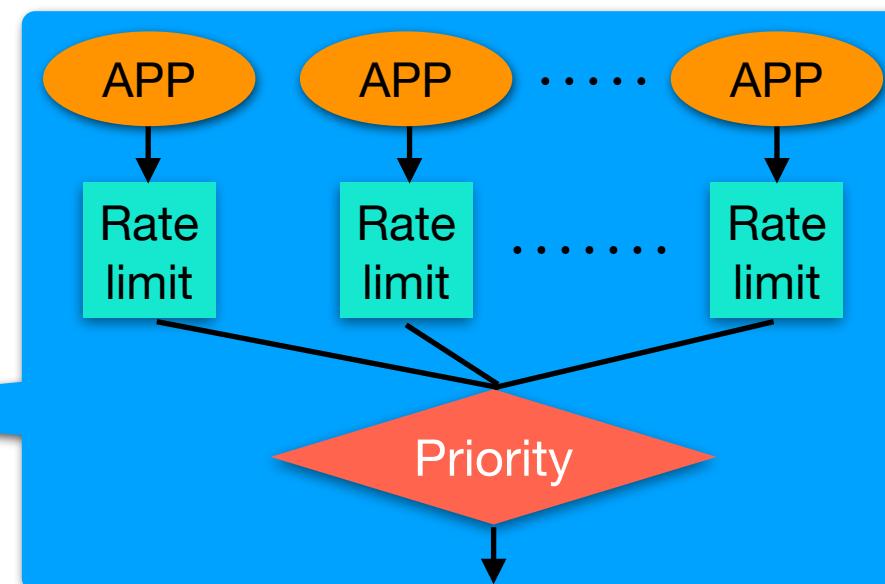 APP
APP
.....
APP
Rate
limit
Rate
limit
.......
Rate
limit
Priority